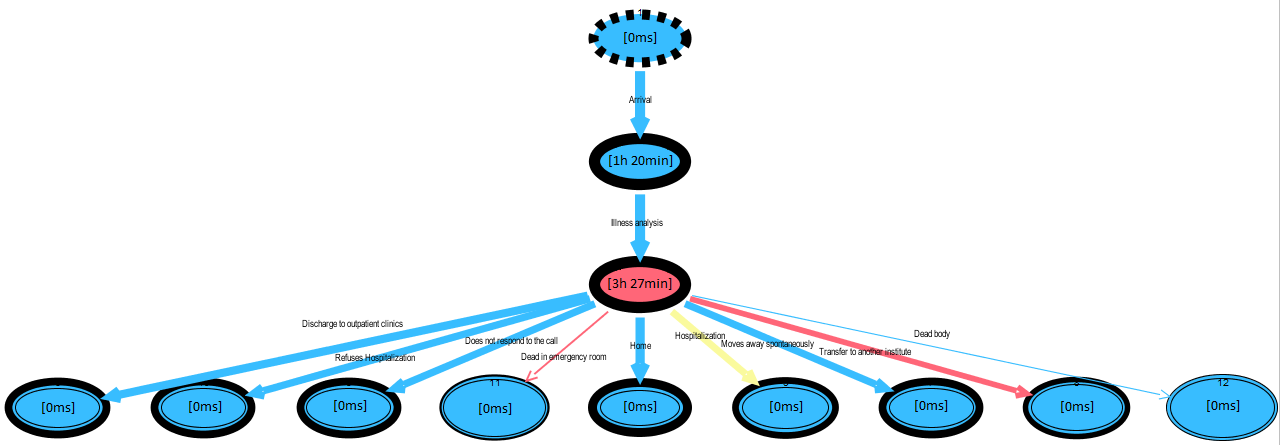 [0ms]
Arrival
[1h 20min]
Illness analysis
[3h 27min]
Discharge to outpatient clinics
Refuses Hospitalization
Does not respond to the call
Dead in emergency room
Home
Hospitalization
Moves away spontaneously
Transfer to another institute
Dead body
11
12
[0ms]
[0ms]
[0ms]
[0ms]
[0ms]
[0ms]
[0ms]
[0ms]
[0ms]